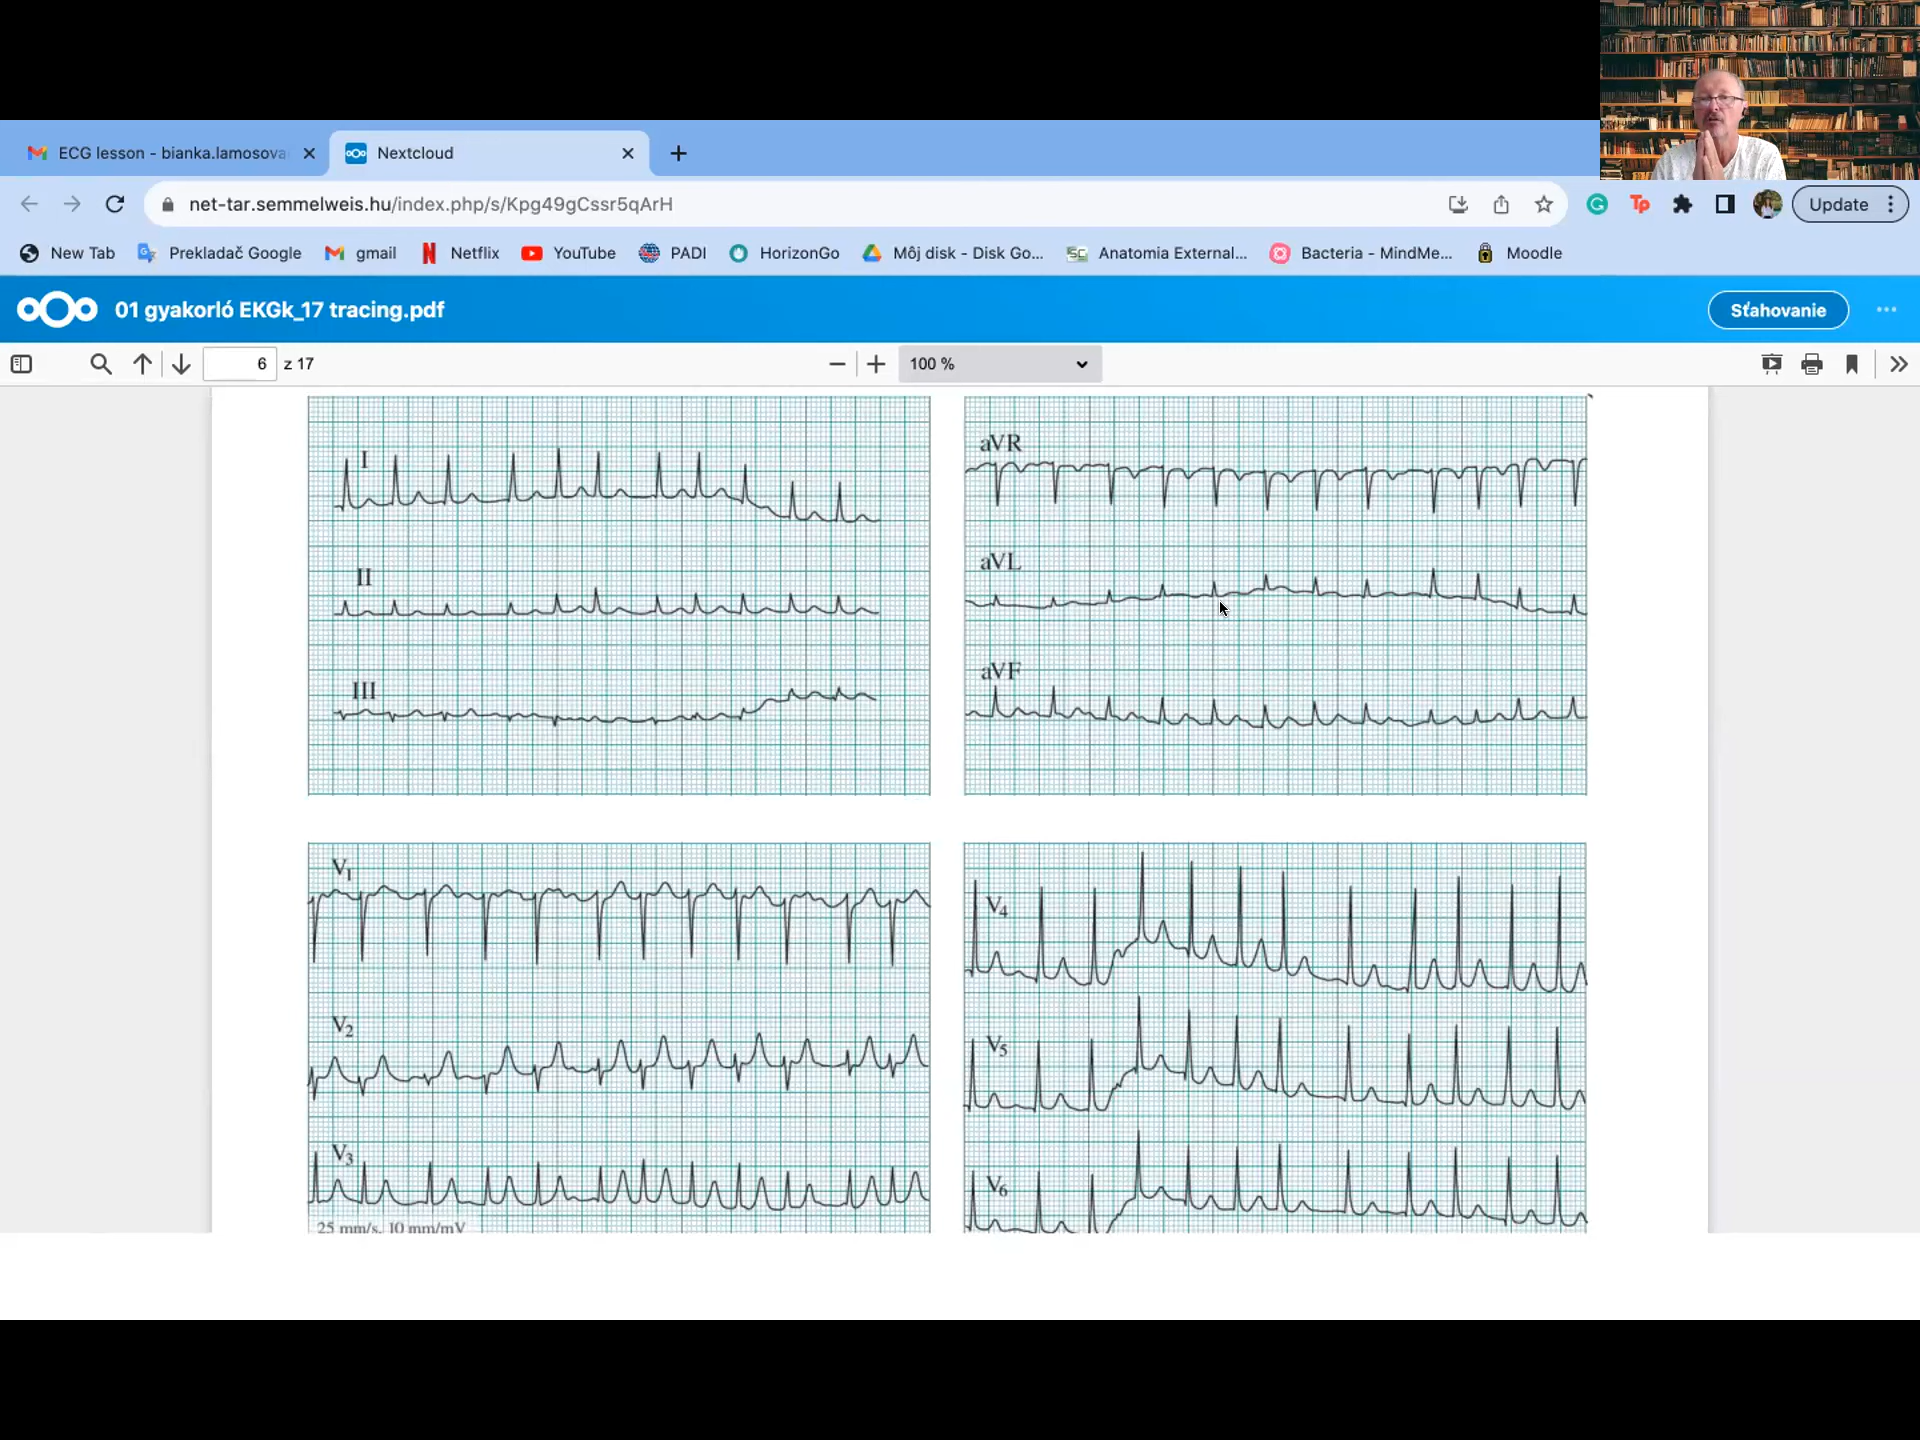 ECG lesson - bianka.lamosova
Nextcloud
net-tar.semmelweis.hu/index.php/s/Kpg49gCssr5qArH
Update
New Tab
Prekladač Google
gmail
Netflix
YouTube
PADI
HorizonGo
Môj disk - Disk Go...
Anatomia External...
Bacteria - MindMe...
Moodle
01 gyakorló EKGk_17 tracing.pdf
Sťahovanie
6 z 17
100 %
I
II
III
aVR
aVL
aVF
V1
V2
V3
25 mm/s, 10 mm/mV
V4
V5
V6